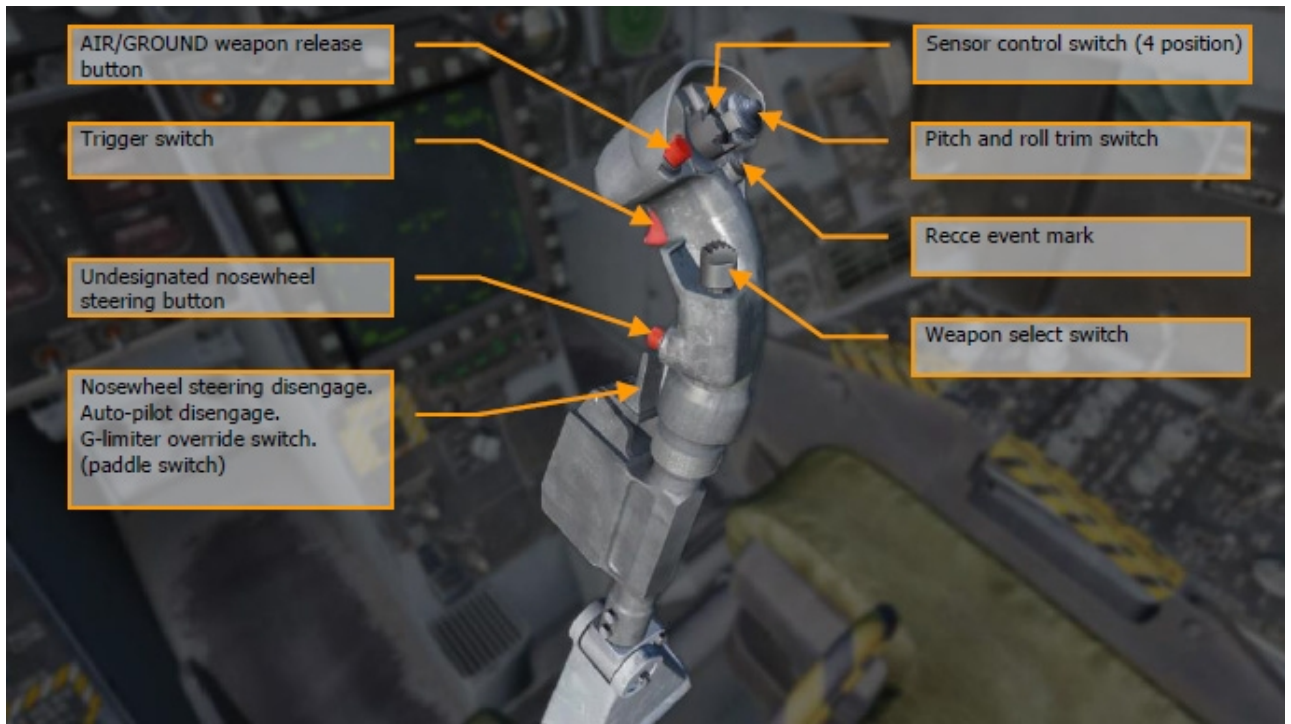 AIR/GROUND weapon release
button
Trigger switch
Undesignated nosewheel
steering button
Nosewheel steering disengage.
Auto-pilot disengage.
G-limiter override switch.
(paddle switch)
Sensor control switch (4 position)
Pitch and roll trim switch
Recce event mark
Weapon select switch